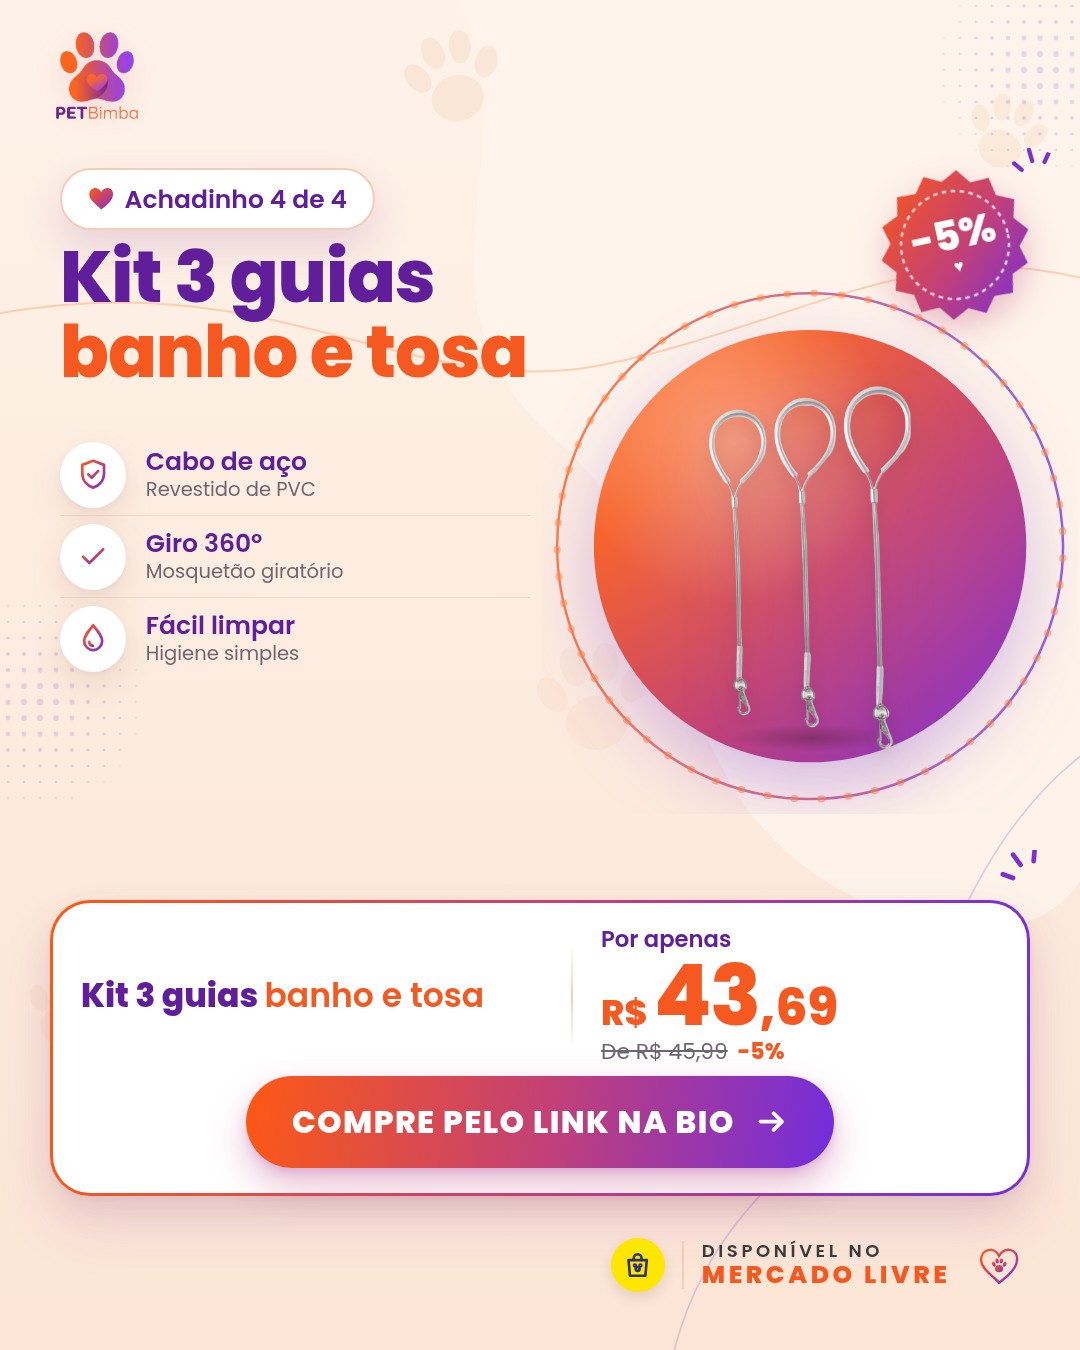 PETBimba
Achadinho 4 de 4
Kit 3 guias
banho e tosa
-5%
Cabo de aço
Revestido de PVC
Giro 360°
Mosquetão giratório
Fácil limpar
Higiene simples
Kit 3 guias banho e tosa
Por apenas
R$ 43,69
De R$ 45,99 -5%
COMPRE PELO LINK NA BIO
DISPONÍVEL NO
MERCADO LIVRE